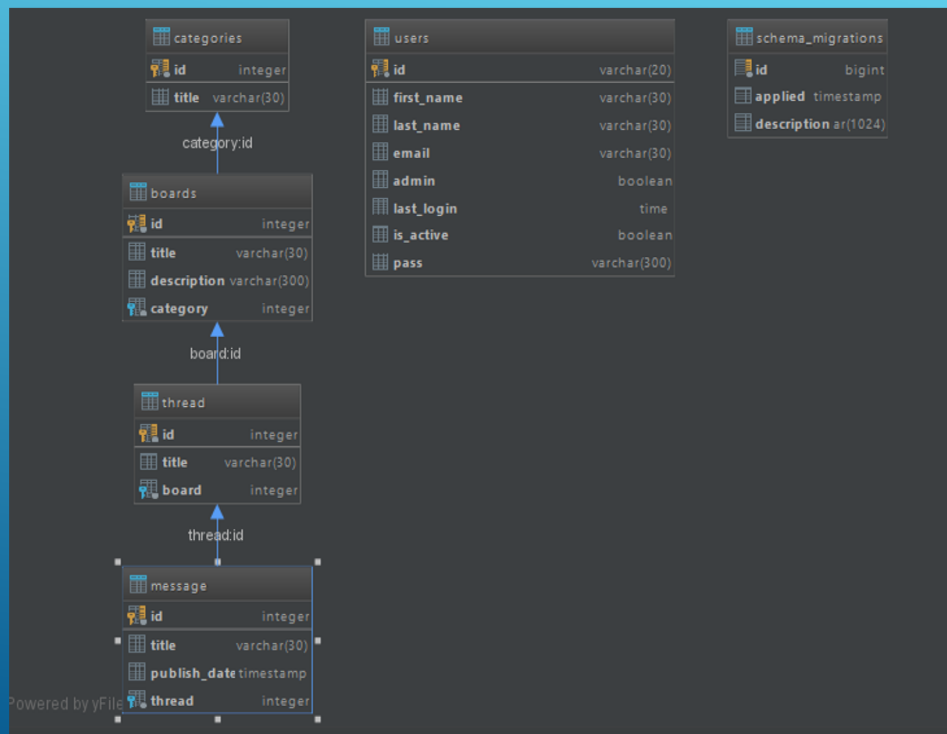 categories
id integer
title varchar(30)
category:id
boards
id integer
title varchar(30)
description varchar(300)
category integer
board:id
thread
id integer
title varchar(30)
board integer
thread:id
message
id integer
title varchar(30)
publish_date timestamp
thread integer
Powered by yFile
users
id varchar(20)
first_name varchar(30)
last_name varchar(30)
email varchar(30)
admin boolean
last_login time
is_active boolean
pass varchar(300)
schema_migrations
id bigint
applied timestamp
description ar(1024)